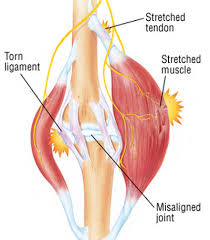 Stretched
tendon
Torn
ligament
Stretched
muscle
Misaligned
joint